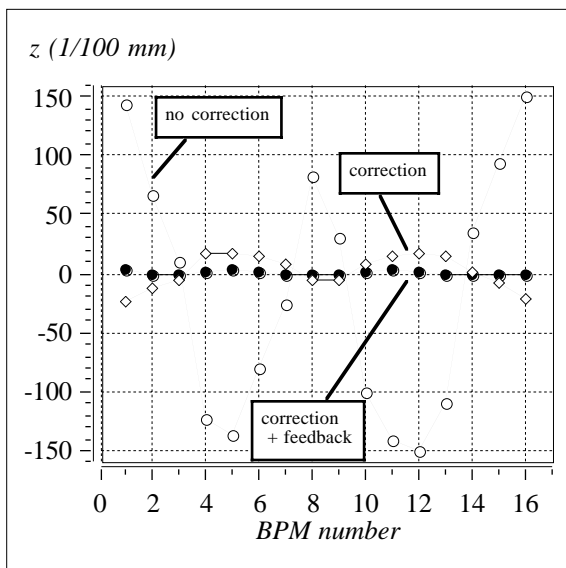 z (1/100 mm)
150
no correction
100
correction
50
0
-50
-100
correction
+ feedback
-150
0 2 4 6 8 10 12 14 16
BPM number